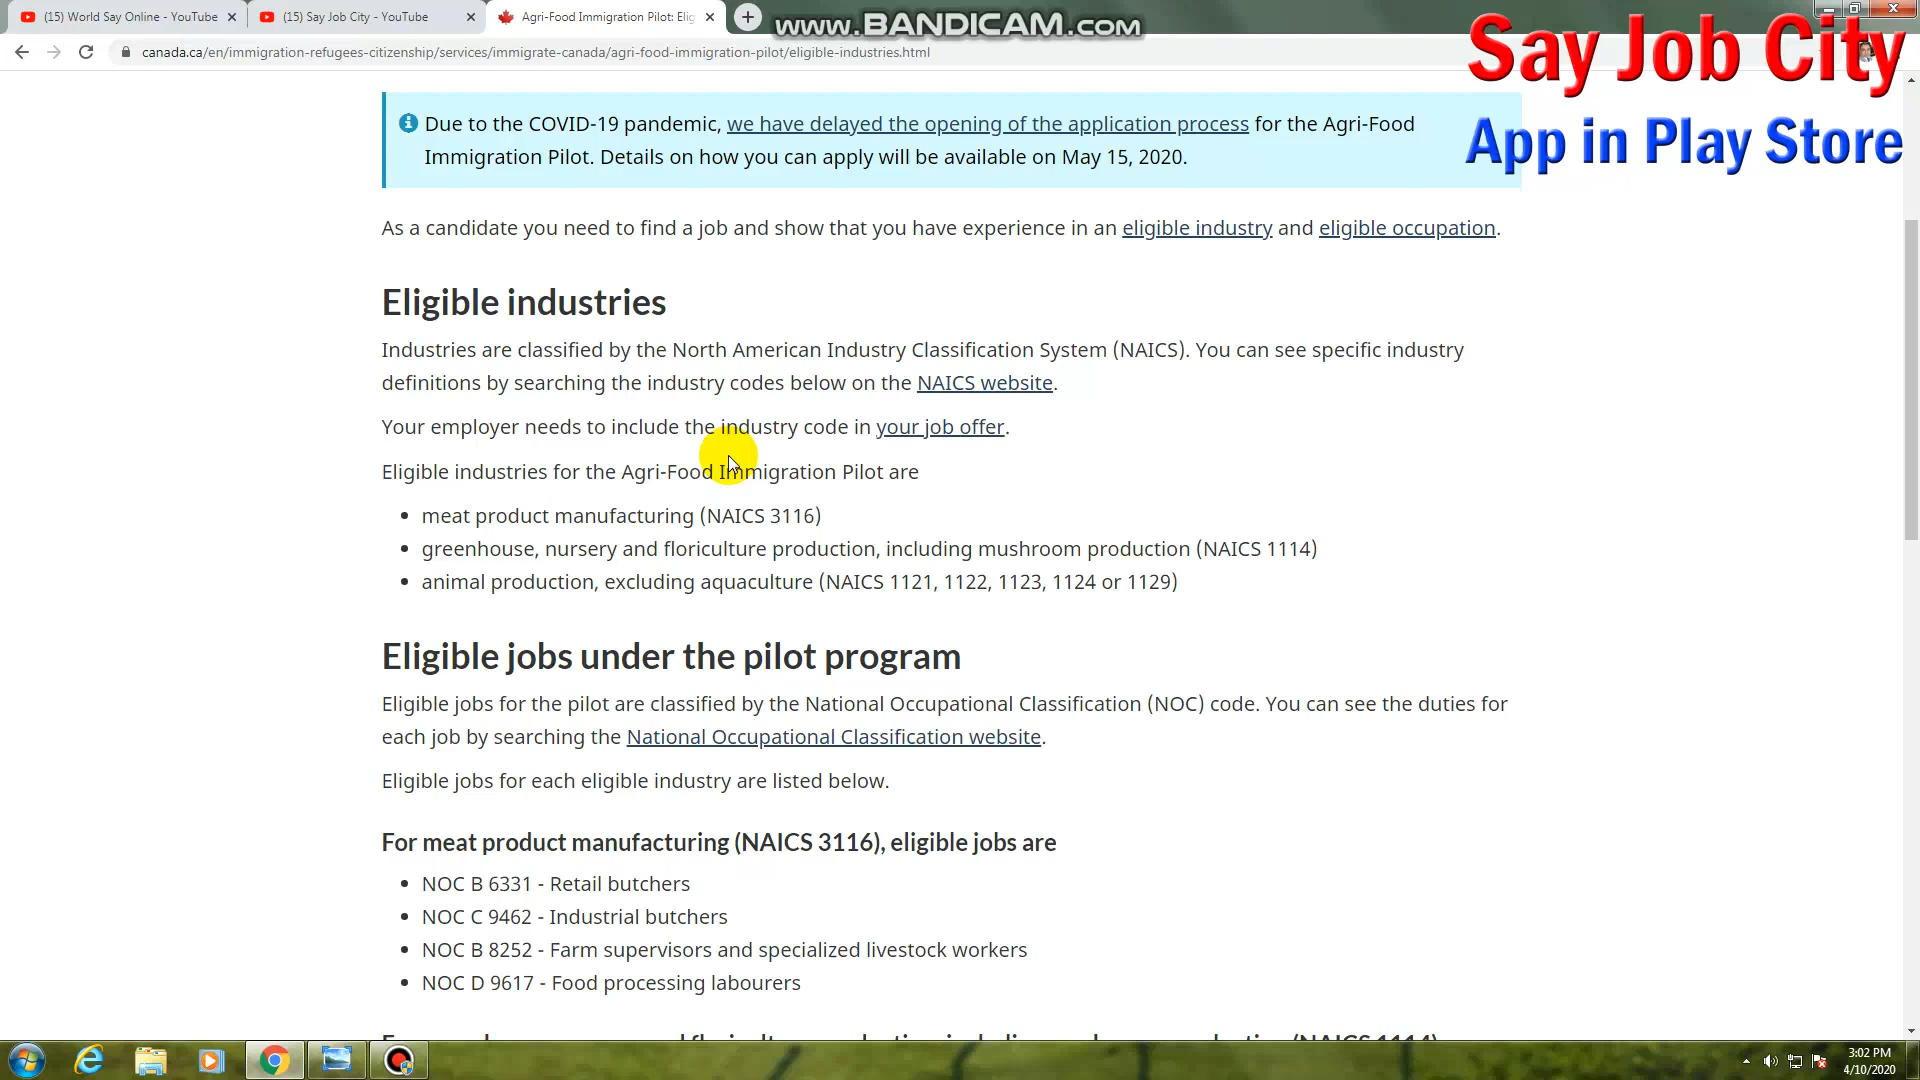 (15) World Say Online - YouTube
(15) Say Job City - YouTube
Agri-Food Immigration Pilot: Elig
www.BANDICAM.com
canada.ca/en/immigration-refugees-citizenship/services/immigrate-canada/agri-food-immigration-pilot/eligible-industries.html
Say Job City
App in Play Store
Due to the COVID-19 pandemic, we have delayed the opening of the application process for the Agri-Food
Immigration Pilot. Details on how you can apply will be available on May 15, 2020.
As a candidate you need to find a job and show that you have experience in an eligible industry and eligible occupation.
Eligible industries
Industries are classified by the North American Industry Classification System (NAICS). You can see specific industry
definitions by searching the industry codes below on the NAICS website.
Your employer needs to include the industry code in your job offer.
Eligible industries for the Agri-Food Immigration Pilot are
• meat product manufacturing (NAICS 3116)
• greenhouse, nursery and floriculture production, including mushroom production (NAICS 1114)
• animal production, excluding aquaculture (NAICS 1121, 1122, 1123, 1124 or 1129)
Eligible jobs under the pilot program
Eligible jobs for the pilot are classified by the National Occupational Classification (NOC) code. You can see the duties for
each job by searching the National Occupational Classification website.
Eligible jobs for each eligible industry are listed below.
For meat product manufacturing (NAICS 3116), eligible jobs are
• NOC B 6331 - Retail butchers
• NOC C 9462 - Industrial butchers
• NOC B 8252 - Farm supervisors and specialized livestock workers
• NOC D 9617 - Food processing labourers
3:02 PM
4/10/2020